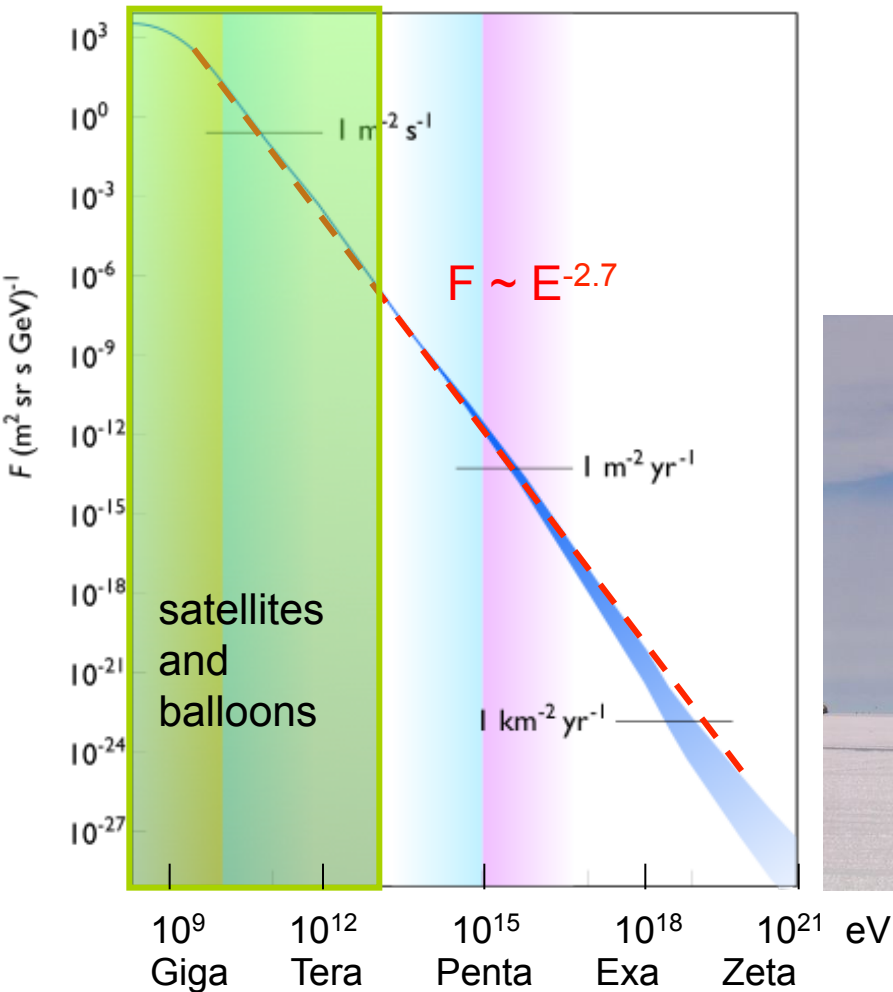 10³
10⁰
10⁻³
10⁻⁶
10⁻⁹
10⁻¹²
10⁻¹⁵
10⁻¹⁸
10⁻²¹
10⁻²⁴
10⁻²⁷
F (m² sr s GeV)⁻¹
1 m⁻² s⁻¹
F ~ E⁻²·⁷
1 m⁻² yr⁻¹
satellites
and
balloons
1 km⁻² yr⁻¹
10⁹ 10¹² 10¹⁵ 10¹⁸ 10²¹ eV
Giga Tera Penta Exa Zeta